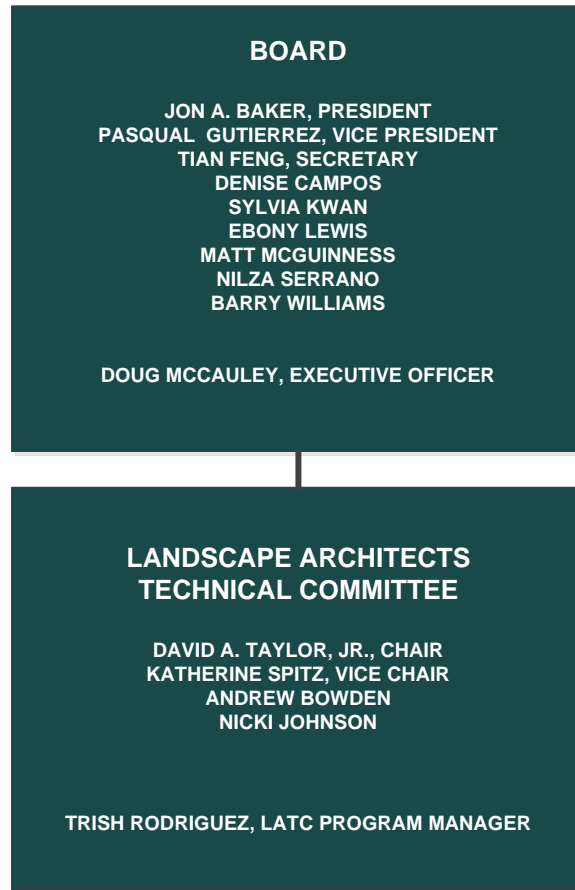 BOARD
JON A. BAKER, PRESIDENT
PASQUAL GUTIERREZ, VICE PRESIDENT
TIAN FENG, SECRETARY
DENISE CAMPOS
SYLVIA KWAN
EBONY LEWIS
MATT MCGUINNESS
NILZA SERRANO
BARRY WILLIAMS
DOUG MCCAULEY, EXECUTIVE OFFICER
LANDSCAPE ARCHITECTS
TECHNICAL COMMITTEE
DAVID A. TAYLOR, JR., CHAIR
KATHERINE SPITZ, VICE CHAIR
ANDREW BOWDEN
NICKI JOHNSON
TRISH RODRIGUEZ, LATC PROGRAM MANAGER